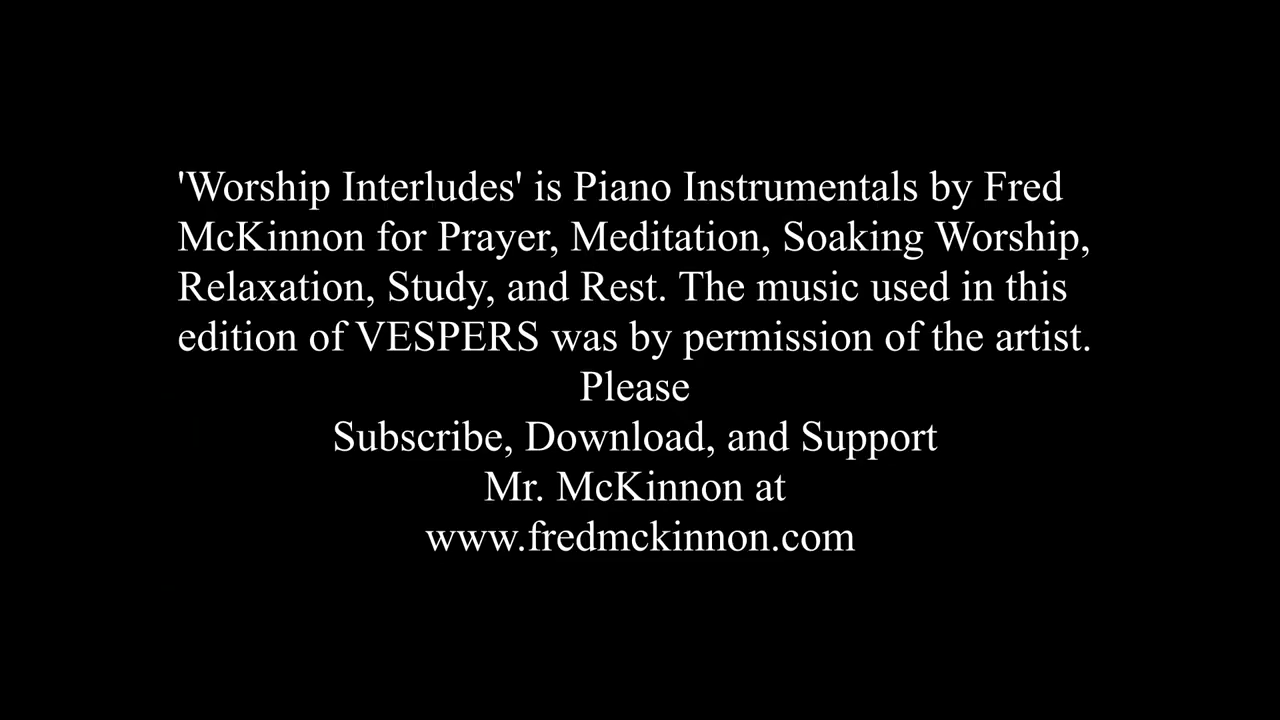 'Worship Interludes' is Piano Instrumentals by Fred
McKinnon for Prayer, Meditation, Soaking Worship,
Relaxation, Study, and Rest. The music used in this
edition of VESPERS was by permission of the artist.
Please
Subscribe, Download, and Support
Mr. McKinnon at
www.fredmckinnon.com